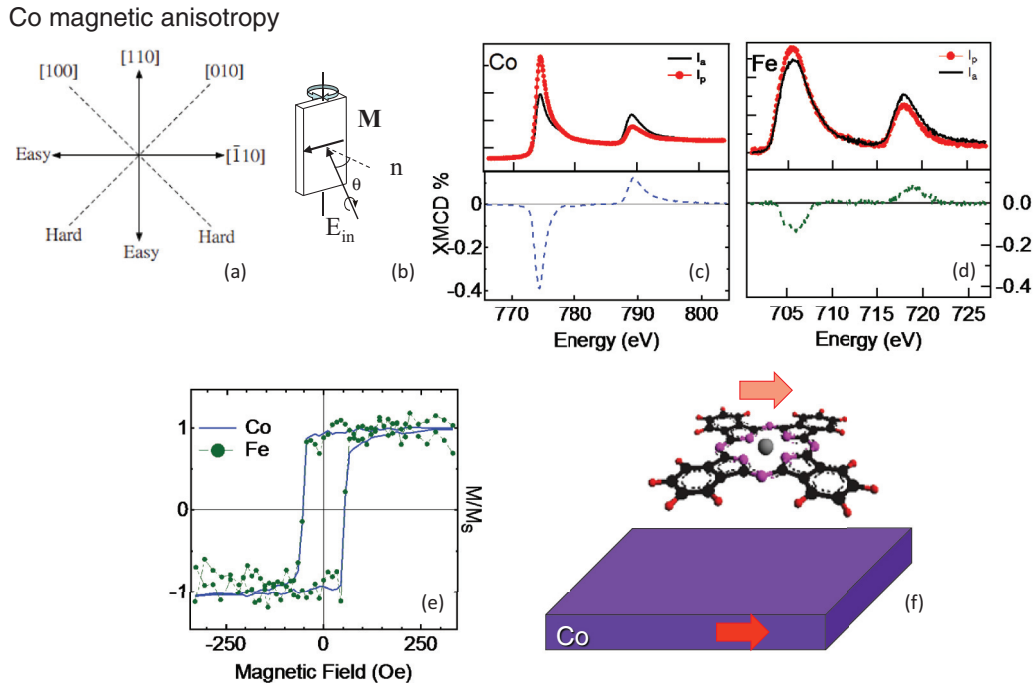 Co magnetic anisotropy
[100]
[110]
[010]
Easy
[1̄10]
Hard
Easy
Hard
(a)
M
n
θ
E_in
(b)
Co
I_a
I_p
XMCD %
0
-0.2
-0.4
770 780 790 800
Energy (eV)
(c)
Fe
I_p
I_a
0.0
-0.2
-0.4
705 710 715 720 725
Energy (eV)
(d)
Co
Fe
1
0
-1
M/Ms
-250 0 250
Magnetic Field (Oe)
(e)
Co
(f)